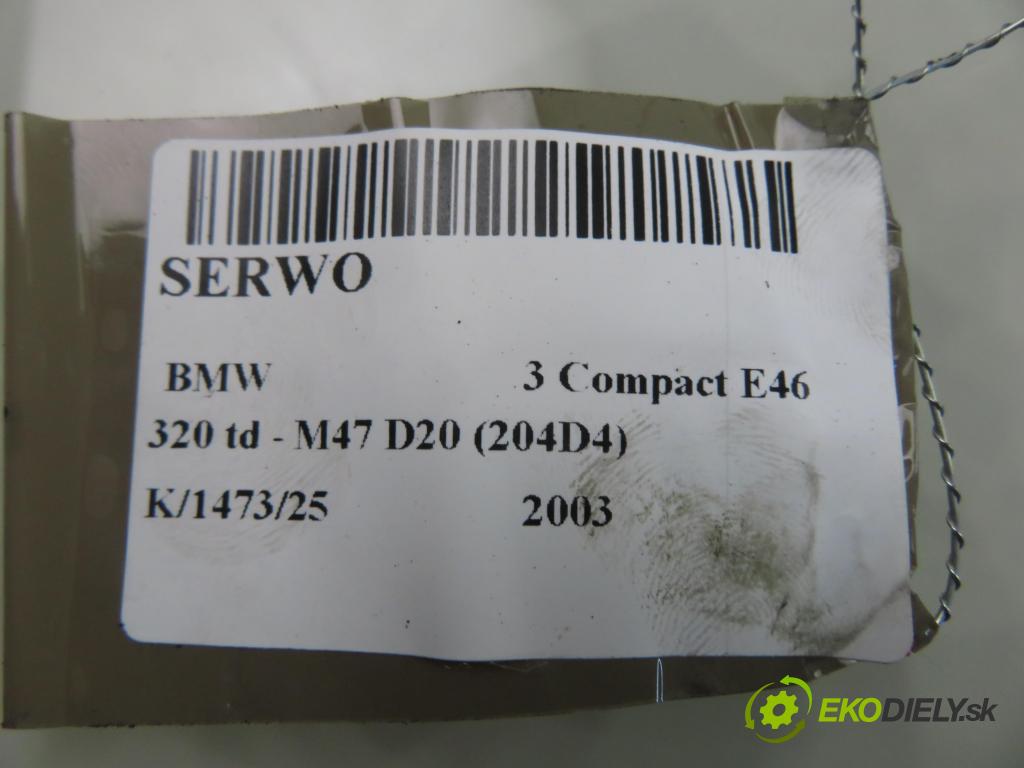 SERWO
BMW 3 Compact E46
320 td - M47 D20 (204D4)
K/1473/25 2003
EKODIELY.sk